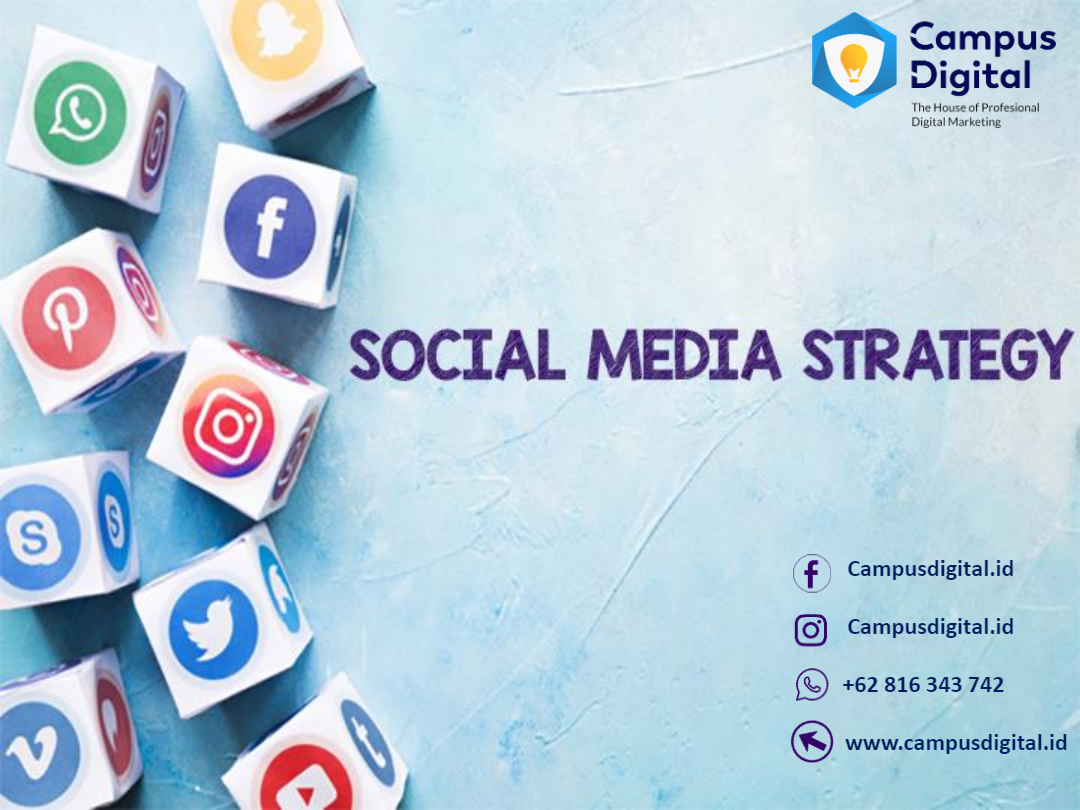 Campus
Digital
The House of Profesional
Digital Marketing
SOCIAL MEDIA STRATEGY
Campusdigital.id
Campusdigital.id
+62 816 343 742
www.campusdigital.id